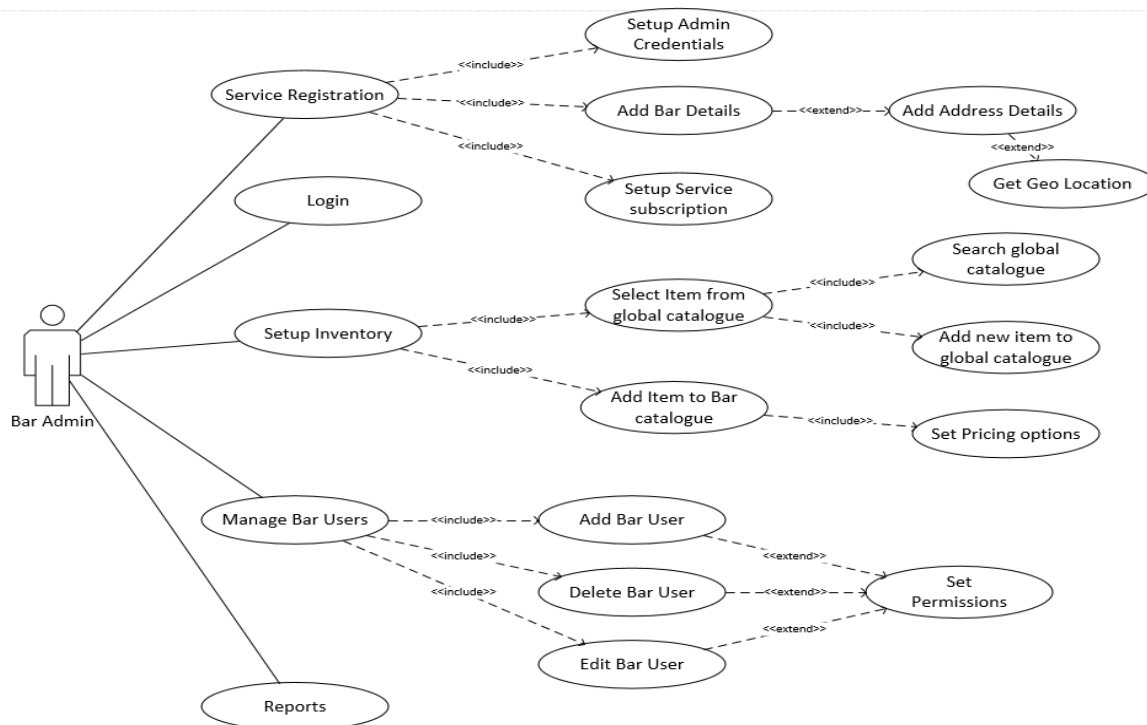 Setup Admin
Credentials
<<include>>
Service Registration
<<include>>
Add Bar Details
<<extend>>
Add Address Details
<<include>>
<<extend>>
Get Geo Location
Setup Service
subscription
Login
Search global
catalogue
<<include>>
Select Item from
global catalogue
<<include>>
Setup Inventory
<<include>>
Add new item to
global catalogue
<<include>>
Add Item to Bar
catalogue
<<include>>
Set Pricing options
Bar Admin
Manage Bar Users
<<include>>
Add Bar User
<<extend>>
<<include>>
Delete Bar User
<<extend>>
Set
Permissions
<<include>>
Edit Bar User
<<extend>>
Reports